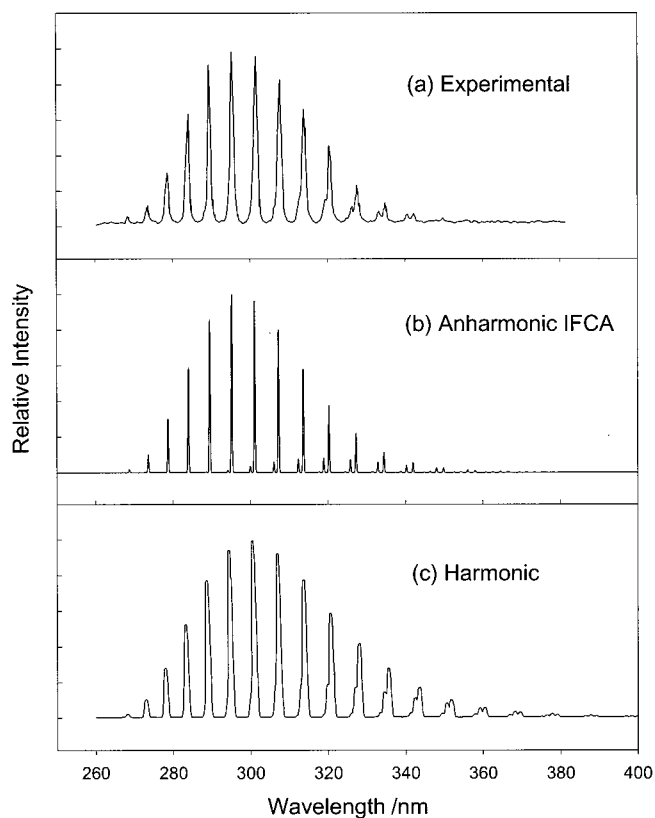 (a) Experimental
(b) Anharmonic IFCA
(c) Harmonic
Relative Intensity
260 280 300 320 340 360 380 400
Wavelength /nm